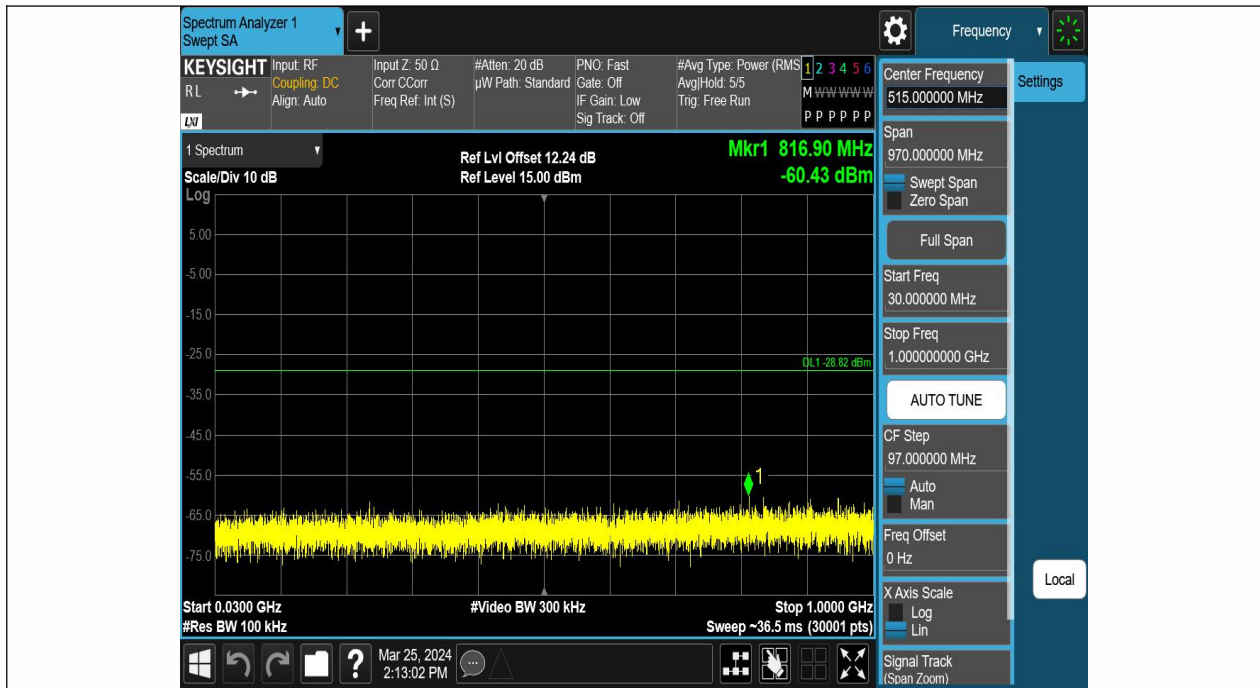 Spectrum Analyzer 1
Swept SA
+
Frequency
KEYSIGHT
R L
LXI
Input: RF
Coupling: DC
Align: Auto
Input Z: 50 Ω
Corr CCorr
Freq Ref: Int (S)
#Atten: 20 dB
µW Path: Standard
PNO: Fast
Gate: Off
IF Gain: Low
Sig Track: Off
#Avg Type: Power (RMS
Avg|Hold: 5/5
Trig: Free Run
1 2 3 4 5 6
M W W W W W
P P P P P P
1 Spectrum
Scale/Div 10 dB
Log
Ref Lvl Offset 12.24 dB
Ref Level 15.00 dBm
Mkr1 816.90 MHz
-60.43 dBm
5.00
-5.00
-15.0
-25.0
DL1 -28.82 dBm
-35.0
-45.0
-55.0
1
-65.0
-75.0
Start 0.0300 GHz
#Video BW 300 kHz
Stop 1.0000 GHz
#Res BW 100 kHz
Sweep ~36.5 ms (30001 pts)
?
Mar 25, 2024
2:13:02 PM
Center Frequency
515.000000 MHz
Settings
Span
970.000000 MHz
Swept Span
Zero Span
Full Span
Start Freq
30.000000 MHz
Stop Freq
1.000000000 GHz
AUTO TUNE
CF Step
97.000000 MHz
Auto
Man
Freq Offset
0 Hz
X Axis Scale
Log
Lin
Signal Track
(Span Zoom)
Local